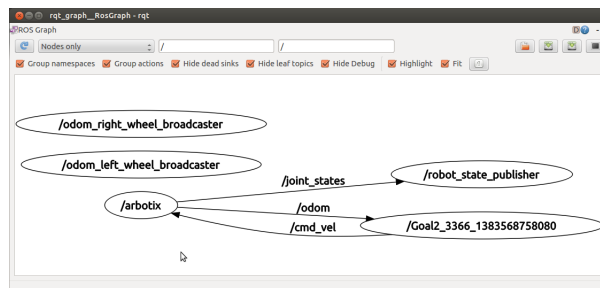 rqt_graph__RosGraph - rqt
ROS Graph
D
-
Nodes only
/
/
Group namespaces
Group actions
Hide dead sinks
Hide leaf topics
Hide Debug
Highlight
Fit
/odom_right_wheel_broadcaster
/odom_left_wheel_broadcaster
/joint_states
/robot_state_publisher
/arbotix
/odom
/cmd_vel
/Goal2_3366_1383568758080